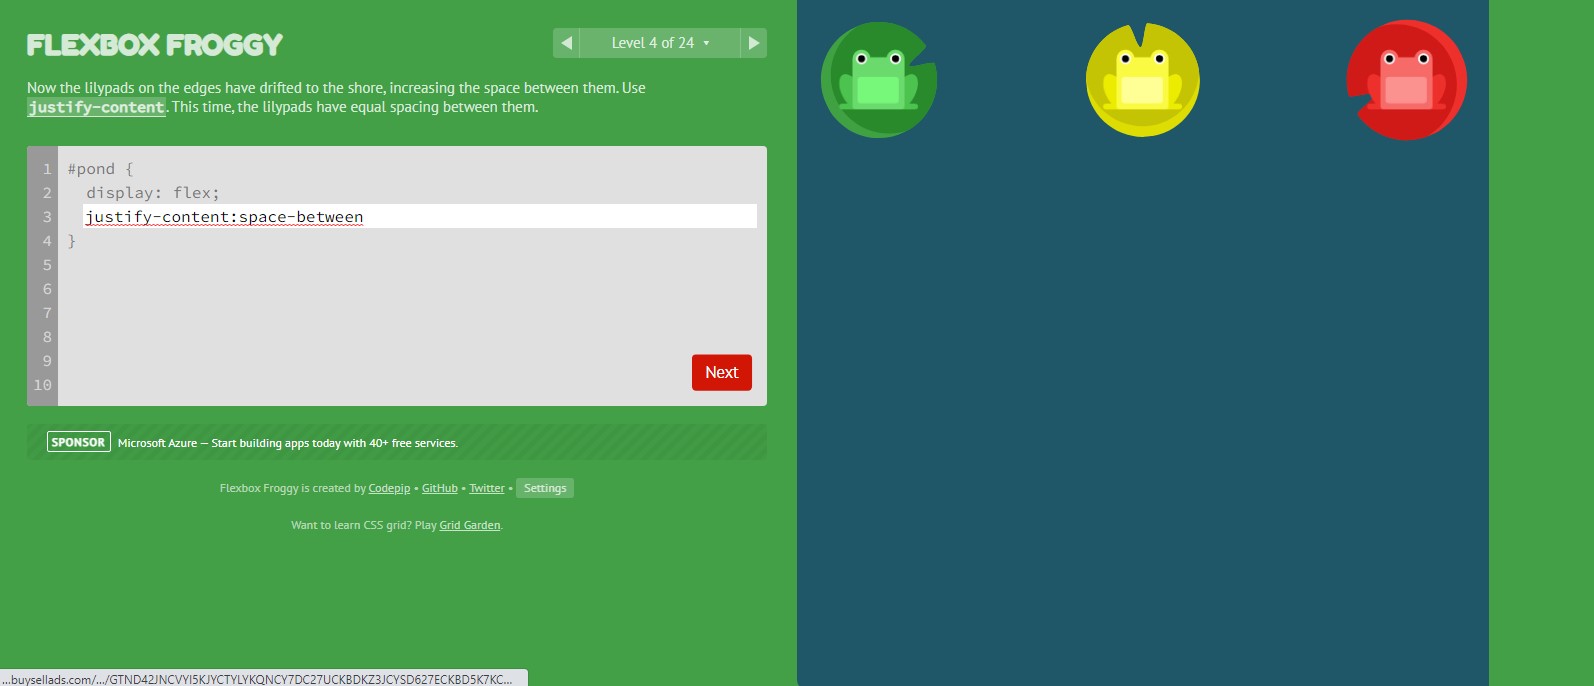 FLEXBOX FROGGY
Level 4 of 24
Now the lilypads on the edges have drifted to the shore, increasing the space between them. Use
justify-content. This time, the lilypads have equal spacing between them.
1 #pond {
2 display: flex;
3 justify-content:space-between
4 }
5
6
7
8
9
10
Next
SPONSOR Microsoft Azure — Start building apps today with 40+ free services.
Flexbox Froggy is created by Codepip • GitHub • Twitter • Settings
Want to learn CSS grid? Play Grid Garden.
...buysellads.com/.../GTND42JNCVYI5KJYCTYLYKQNCY7DC27UCKBDKZ3JCYSD627ECKBD5K7KC...